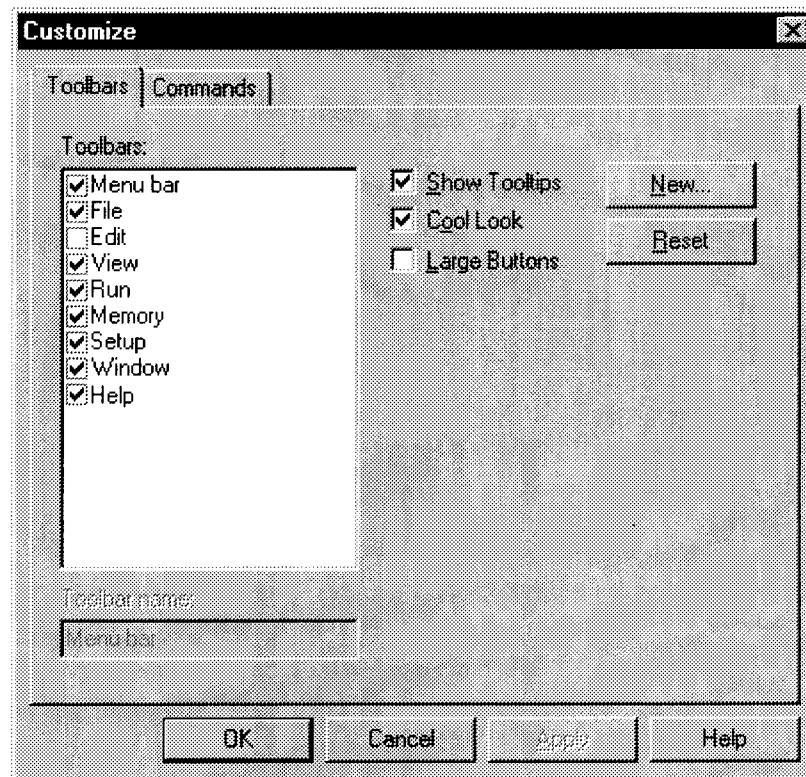 Customize
Toolbars Commands
Toolbars:
Menu bar
File
Edit
View
Run
Memory
Setup
Window
Help
Show Tooltips
Cool Look
Large Buttons
New...
Reset
Toolbar name:
Menu bar
OK Cancel Apply Help